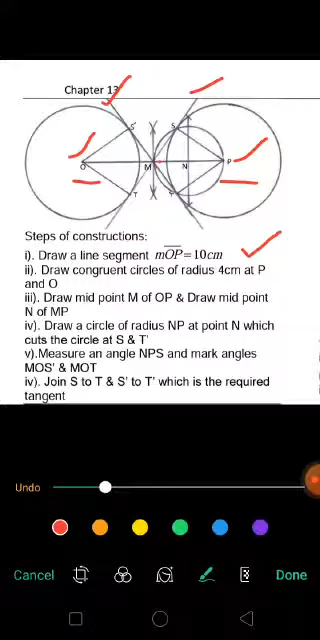 Chapter 13
S' S
O M N P
T T'
Steps of constructions:
i). Draw a line segment mOP = 10cm
ii). Draw congruent circles of radius 4cm at P
and O
iii). Draw mid point M of OP & Draw mid point
N of MP
iv). Draw a circle of radius NP at point N which
cuts the circle at S & T'
v).Measure an angle NPS and mark angles
MOS' & MOT
iv). Join S to T & S' to T' which is the required
tangent
Undo
Cancel Done